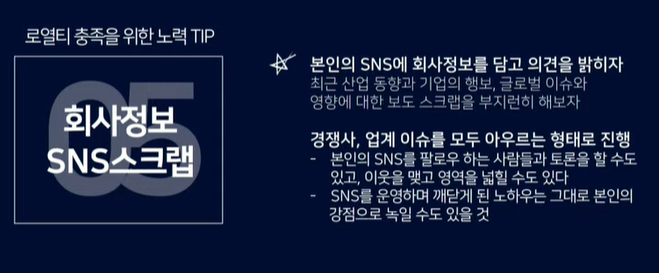 로열티 충족을 위한 노력 TIP
05
회사정보
SNS스크랩
본인의 SNS에 회사정보를 담고 의견을 밝히자
최근 산업 동향과 기업의 행보, 글로벌 이슈와
영향에 대한 보도 스크랩을 부지런히 해보자
경쟁사, 업계 이슈를 모두 아우르는 형태로 진행
- 본인의 SNS를 팔로우 하는 사람들과 토론을 할 수도
있고, 이웃을 맺고 영역을 넓힐 수도 있다
- SNS를 운영하며 깨닫게 된 노하우는 그대로 본인의
강점으로 녹일 수도 있을 것